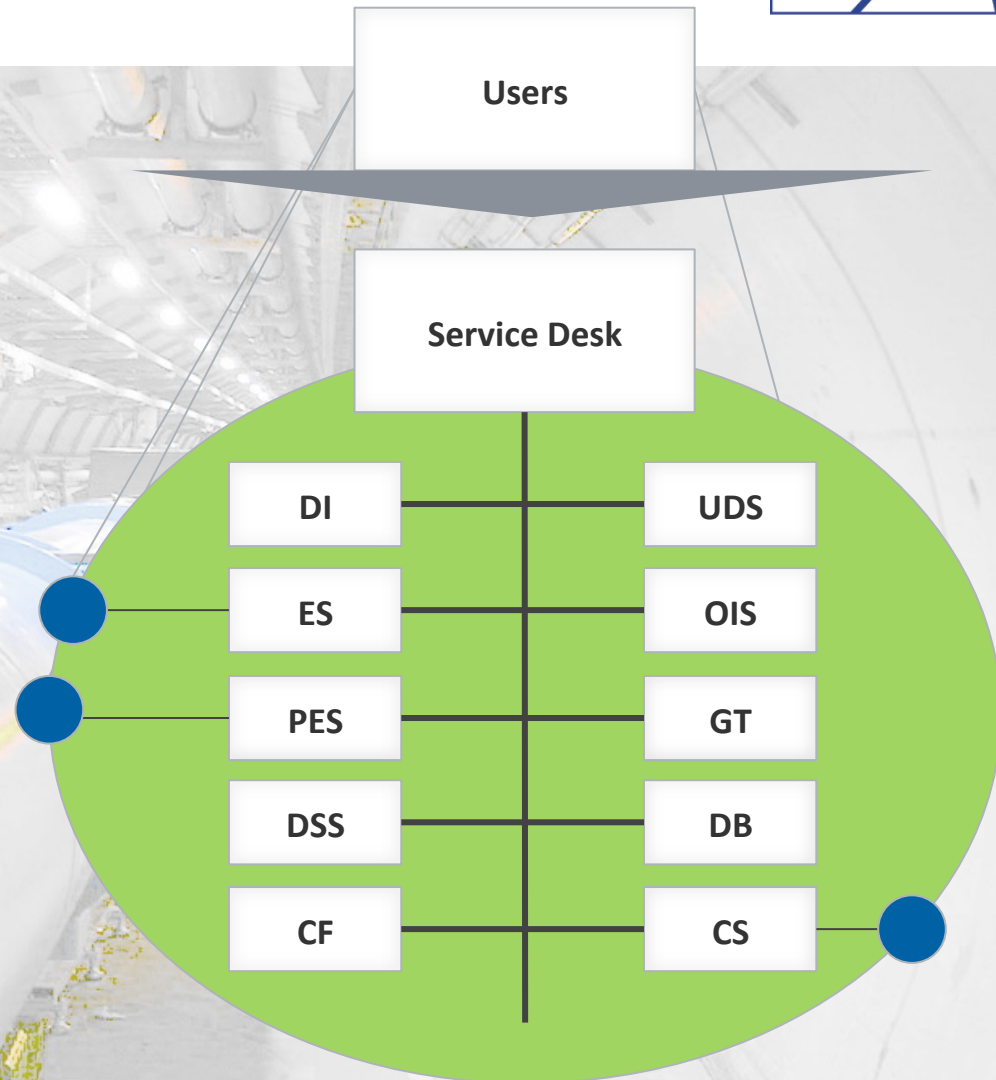 Users
Service Desk
DI
UDS
ES
OIS
PES
GT
DSS
DB
CF
CS